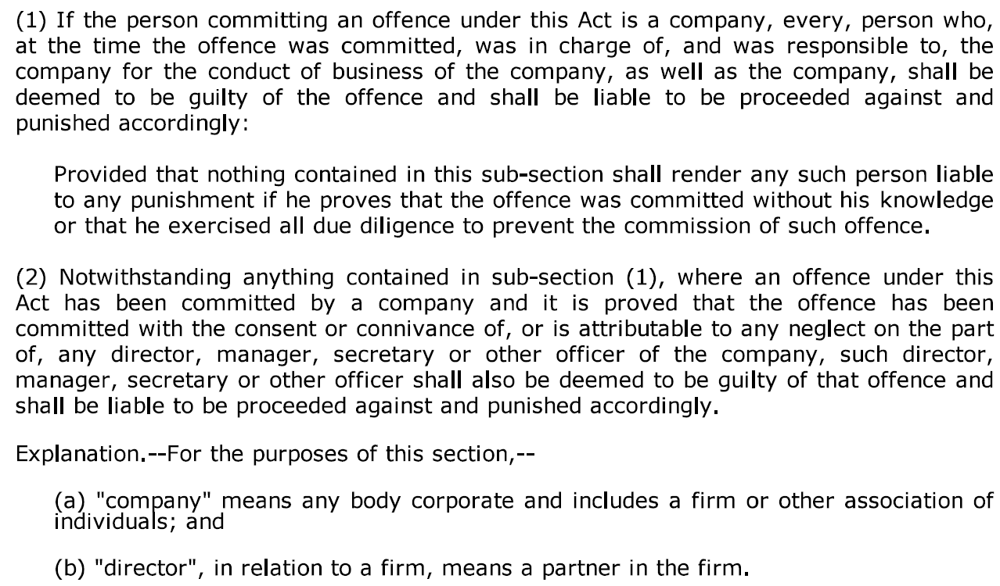 (1) If the person committing an offence under this Act is a company, every, person who,
at the time the offence was committed, was in charge of, and was responsible to, the
company for the conduct of business of the company, as well as the company, shall be
deemed to be guilty of the offence and shall be liable to be proceeded against and
punished accordingly:
Provided that nothing contained in this sub-section shall render any such person liable
to any punishment if he proves that the offence was committed without his knowledge
or that he exercised all due diligence to prevent the commission of such offence.
(2) Notwithstanding anything contained in sub-section (1), where an offence under this
Act has been committed by a company and it is proved that the offence has been
committed with the consent or connivance of, or is attributable to any neglect on the part
of, any director, manager, secretary or other officer of the company, such director,
manager, secretary or other officer shall also be deemed to be guilty of that offence and
shall be liable to be proceeded against and punished accordingly.
Explanation.--For the purposes of this section,--
(a) "company" means any body corporate and includes a firm or other association of
individuals; and
(b) "director", in relation to a firm, means a partner in the firm.